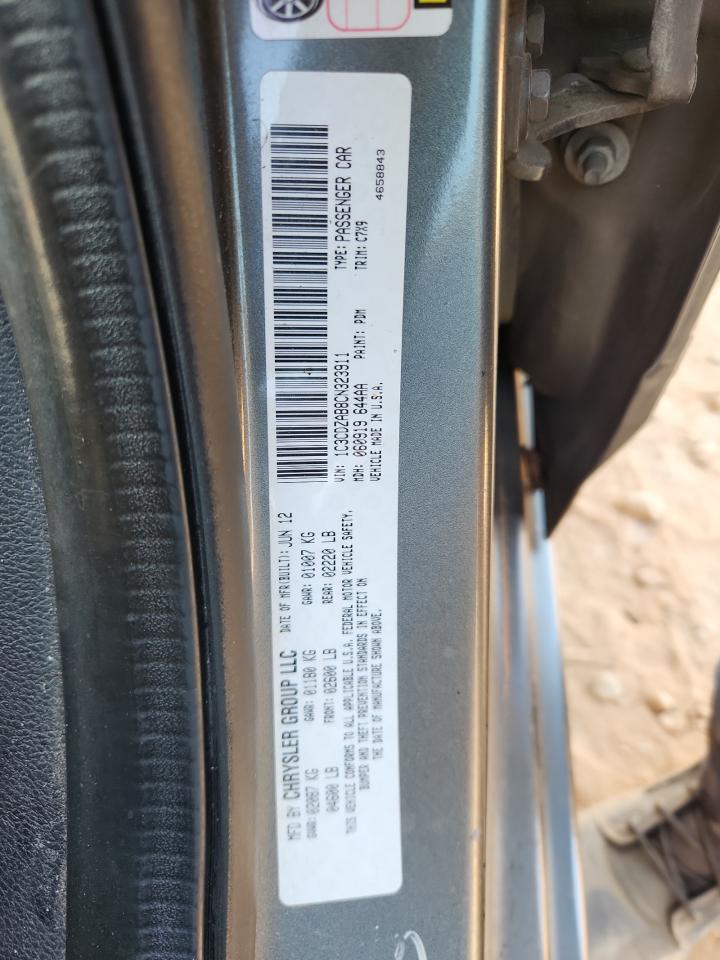 MFD BY CHRYSLER GROUP LLC DATE OF MFR(BUILT): JUN 12
GVWR: 02087 KG GAWR: 01180 KG GAWR: 01007 KG
04600 LB FRONT: 02600 LB REAR: 02220 LB
THIS VEHICLE CONFORMS TO ALL APPLICABLE U.S.A. FEDERAL MOTOR VEHICLE SAFETY,
BUMPER AND THEFT PREVENTION STANDARDS IN EFFECT ON
THE DATE OF MANUFACTURE SHOWN ABOVE.
VIN: 1C3CDZAB8CN323911 TYPE: PASSENGER CAR
MDH: 060919 644AA PAINT: PDM TRIM: C7X9
VEHICLE MADE IN U.S.A.
4658843